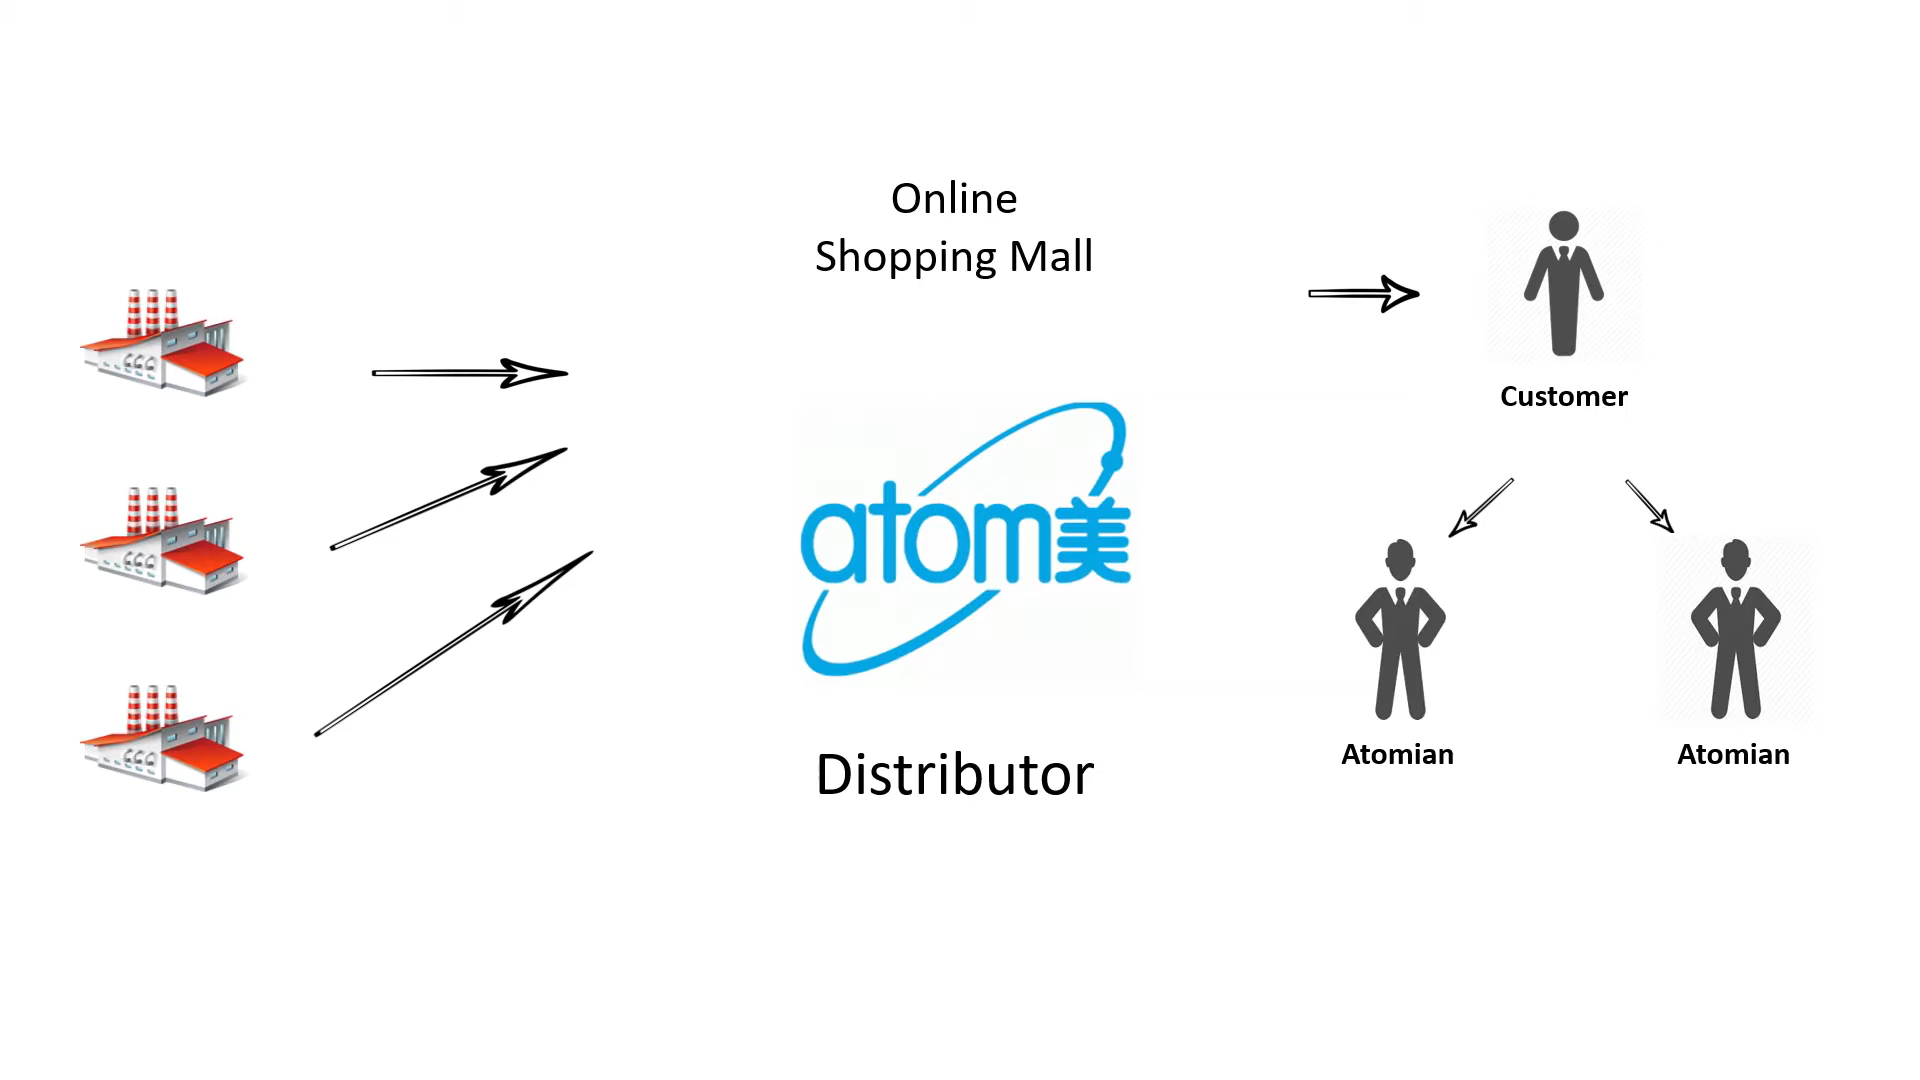 Online
Shopping Mall
atom美
Distributor
Customer
Atomian
Atomian